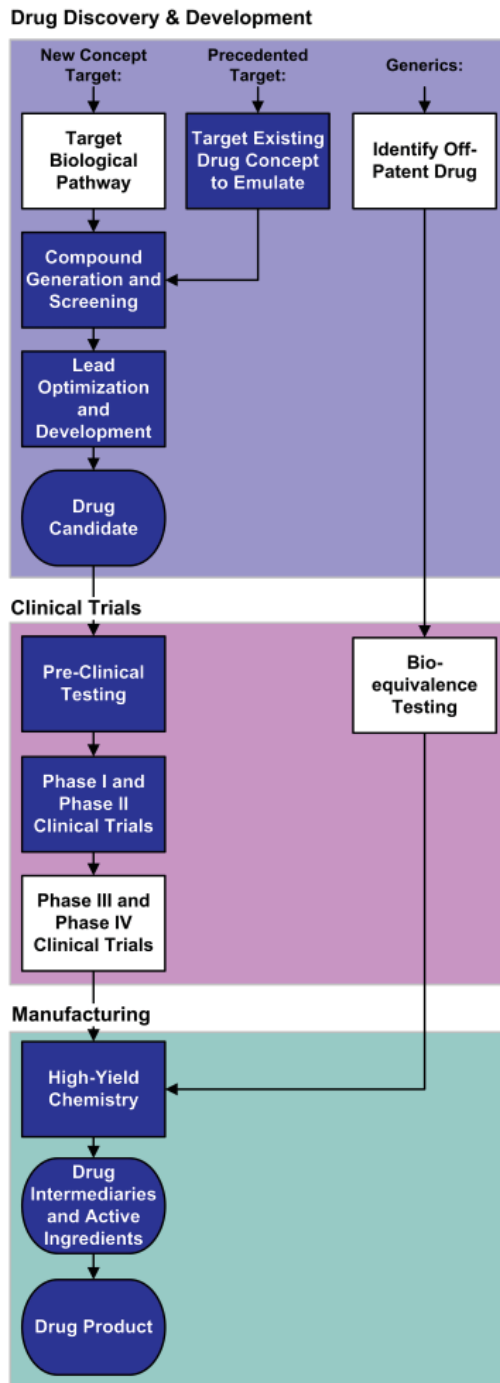 Drug Discovery & Development
New Concept
Target:
Precedented
Target:
Generics:
Target
Biological
Pathway
Target Existing
Drug Concept
to Emulate
Identify Off-
Patent Drug
Compound
Generation and
Screening
Lead
Optimization
and
Development
Drug
Candidate
Clinical Trials
Pre-Clinical
Testing
Bio-
equivalence
Testing
Phase I and
Phase II
Clinical Trials
Phase III and
Phase IV
Clinical Trials
Manufacturing
High-Yield
Chemistry
Drug
Intermediaries
and Active
Ingredients
Drug Product